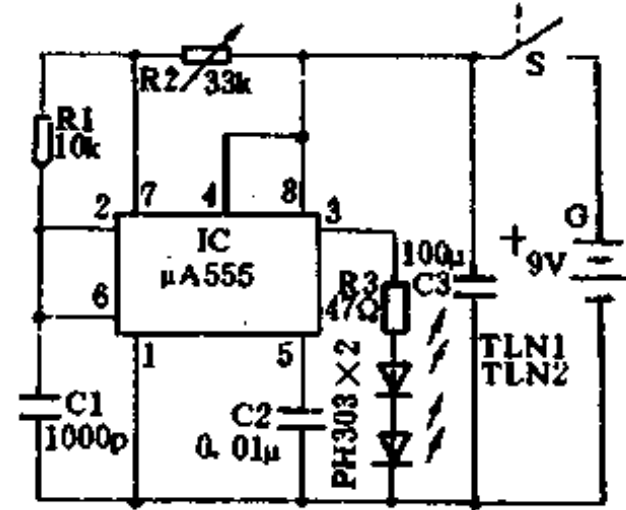 S
R2 33k
R1
10k
7
4
8
2
3
IC
μA555
6
1
5
G
+
9V
100μ
C3
R3
47Ω
TLN1
TLN2
PH303×2
C1
1000p
C2
0.01μ